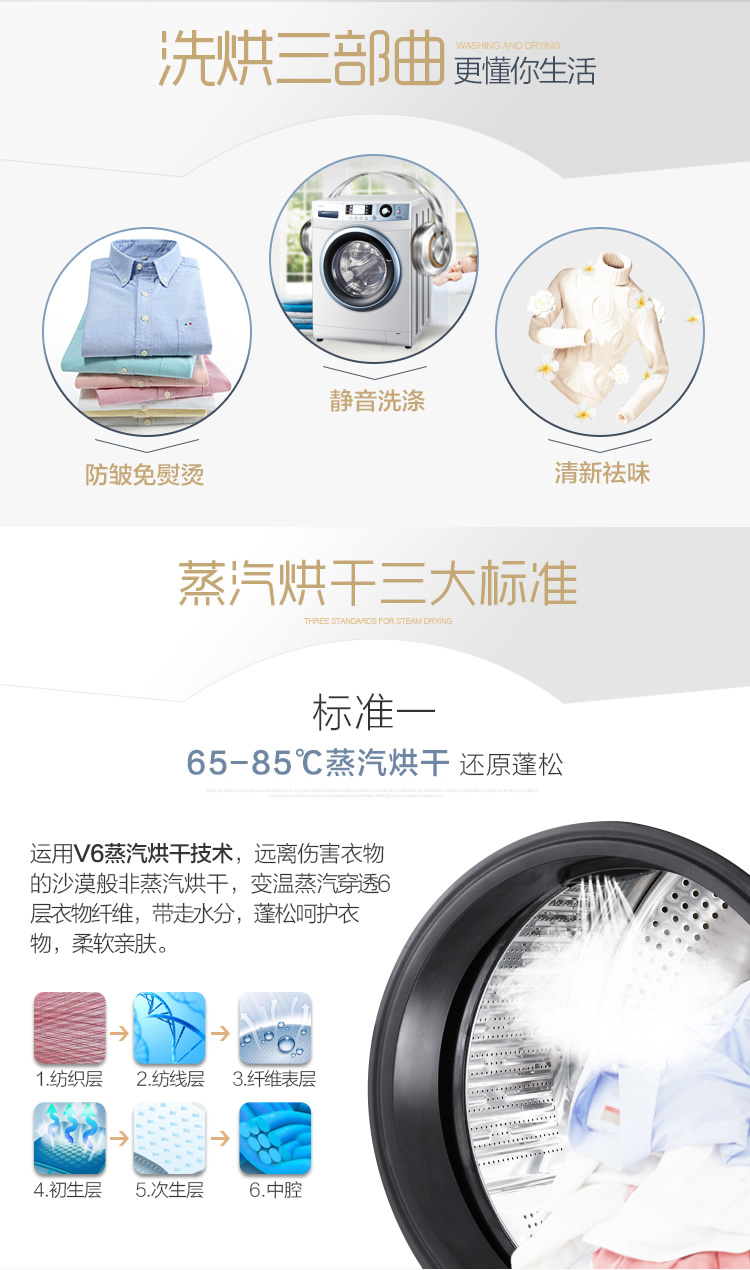 洗烘三部曲
WASHING AND DRYING
更懂你生活
静音洗涤
防皱免熨烫
清新祛味
蒸汽烘干三大标准
THREE STANDARDS FOR STEAM DRYING
标准一
65-85℃蒸汽烘干 还原蓬松
运用V6蒸汽烘干技术，远离伤害衣物
的沙漠般非蒸汽烘干，变温蒸汽穿透6
层衣物纤维，带走水分，蓬松呵护衣
物，柔软亲肤。
1.纺织层 2.纺线层 3.纤维表层
4.初生层 5.次生层 6.中腔